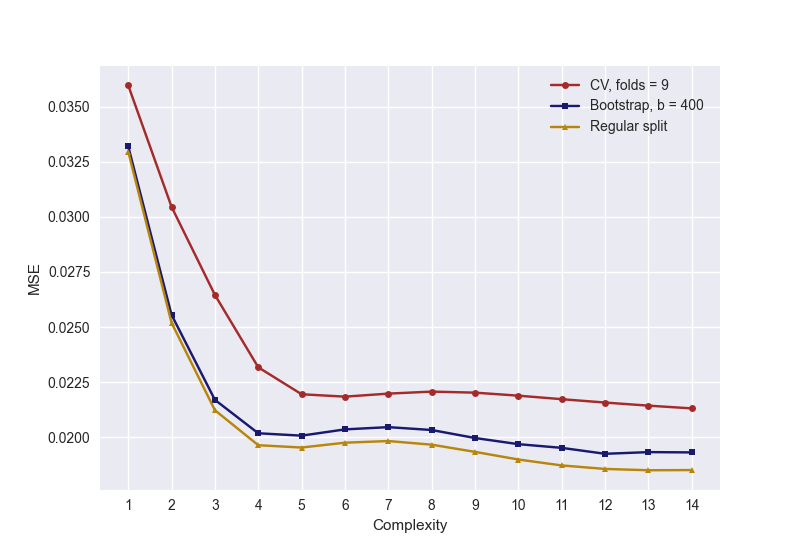 CV, folds = 9
Bootstrap, b = 400
Regular split
0.0350
0.0325
0.0300
0.0275
0.0250
0.0225
0.0200
MSE
1 2 3 4 5 6 7 8 9 10 11 12 13 14
Complexity